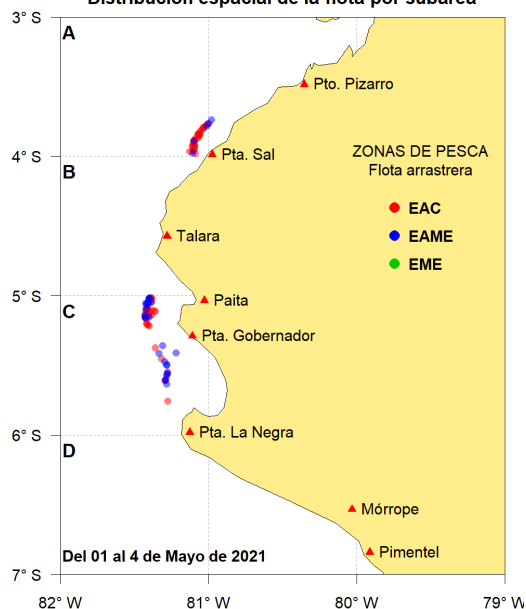 Distribución espacial de la flota por subárea
3° S
A
Pto. Pizarro
4° S
Pta. Sal
ZONAS DE PESCA
B
Flota arrastrera
EAC
Talara
EAME
EME
5° S
C
Paita
Pta. Gobernador
6° S
Pta. La Negra
D
Mórrope
Del 01 al 4 de Mayo de 2021
Pimentel
7° S
82° W
81° W
80° W
79° W